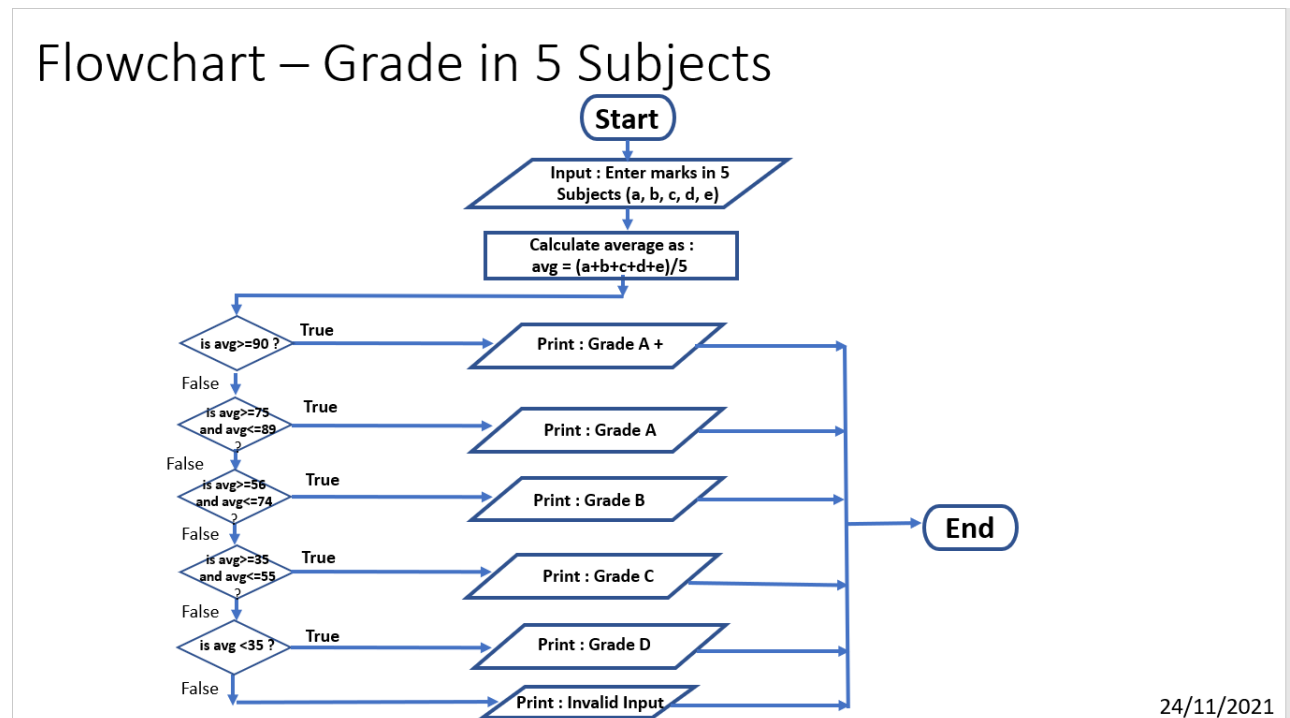 Flowchart – Grade in 5 Subjects
Start
Input : Enter marks in 5
Subjects (a, b, c, d, e)
Calculate average as :
avg = (a+b+c+d+e)/5
is avg>=90 ?
True
Print : Grade A +
False
is avg>=75
and avg<=89
?
True
Print : Grade A
False
is avg>=56
and avg<=74
?
True
Print : Grade B
False
is avg>=35
and avg<=55
?
True
Print : Grade C
False
is avg <35 ?
True
Print : Grade D
False
Print : Invalid Input
End
24/11/2021